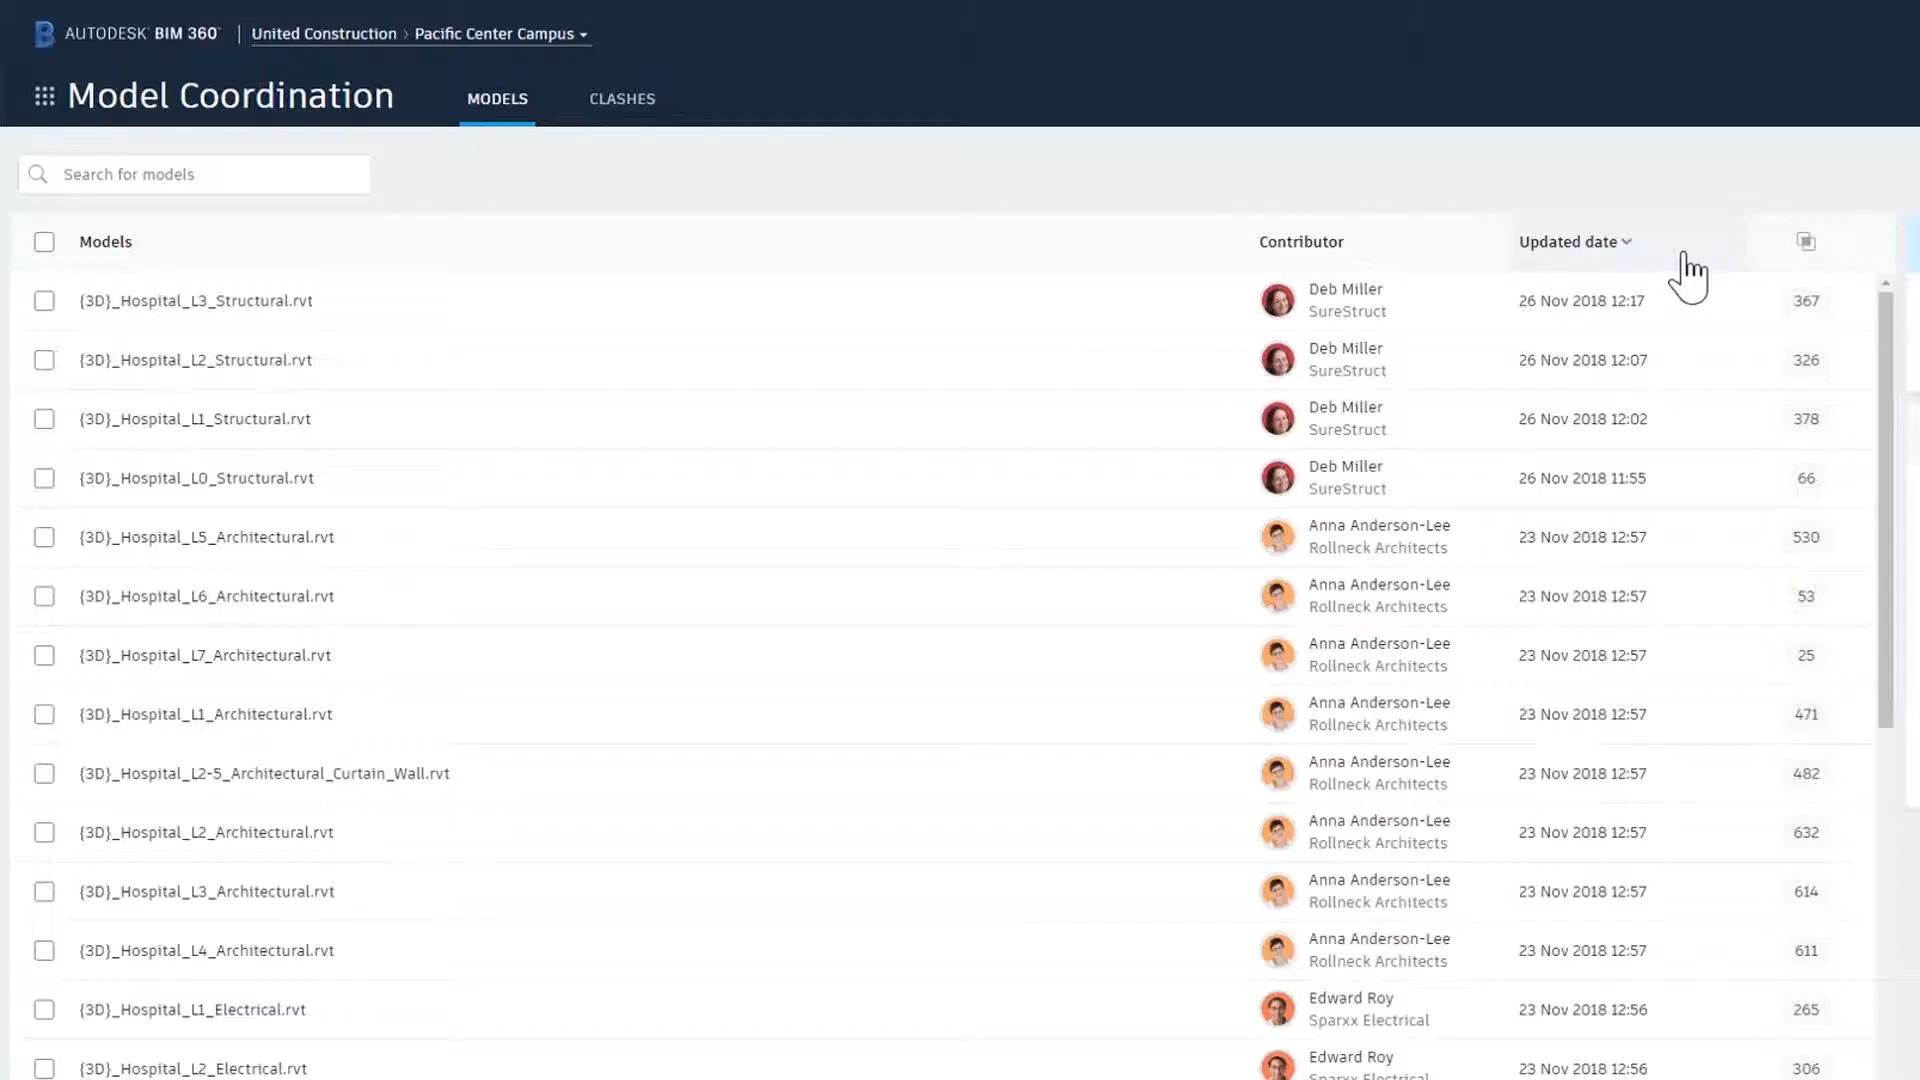 AUTODESK® BIM 360™ | United Construction > Pacific Center Campus
Model Coordination MODELS CLASHES
Search for models
Models Contributor Updated date
{3D}_Hospital_L3_Structural.rvt Deb Miller SureStruct 26 Nov 2018 12:17 367
{3D}_Hospital_L2_Structural.rvt Deb Miller SureStruct 26 Nov 2018 12:07 326
{3D}_Hospital_L1_Structural.rvt Deb Miller SureStruct 26 Nov 2018 12:02 378
{3D}_Hospital_L0_Structural.rvt Deb Miller SureStruct 26 Nov 2018 11:55 66
{3D}_Hospital_L5_Architectural.rvt Anna Anderson-Lee Rollneck Architects 23 Nov 2018 12:57 530
{3D}_Hospital_L6_Architectural.rvt Anna Anderson-Lee Rollneck Architects 23 Nov 2018 12:57 53
{3D}_Hospital_L7_Architectural.rvt Anna Anderson-Lee Rollneck Architects 23 Nov 2018 12:57 25
{3D}_Hospital_L1_Architectural.rvt Anna Anderson-Lee Rollneck Architects 23 Nov 2018 12:57 471
{3D}_Hospital_L2-5_Architectural_Curtain_Wall.rvt Anna Anderson-Lee Rollneck Architects 23 Nov 2018 12:57 482
{3D}_Hospital_L2_Architectural.rvt Anna Anderson-Lee Rollneck Architects 23 Nov 2018 12:57 632
{3D}_Hospital_L3_Architectural.rvt Anna Anderson-Lee Rollneck Architects 23 Nov 2018 12:57 614
{3D}_Hospital_L4_Architectural.rvt Anna Anderson-Lee Rollneck Architects 23 Nov 2018 12:57 611
{3D}_Hospital_L1_Electrical.rvt Edward Roy Sparxx Electrical 23 Nov 2018 12:56 265
{3D}_Hospital_L2_Electrical.rvt Edward Roy Sparxx Electrical 23 Nov 2018 12:56 306